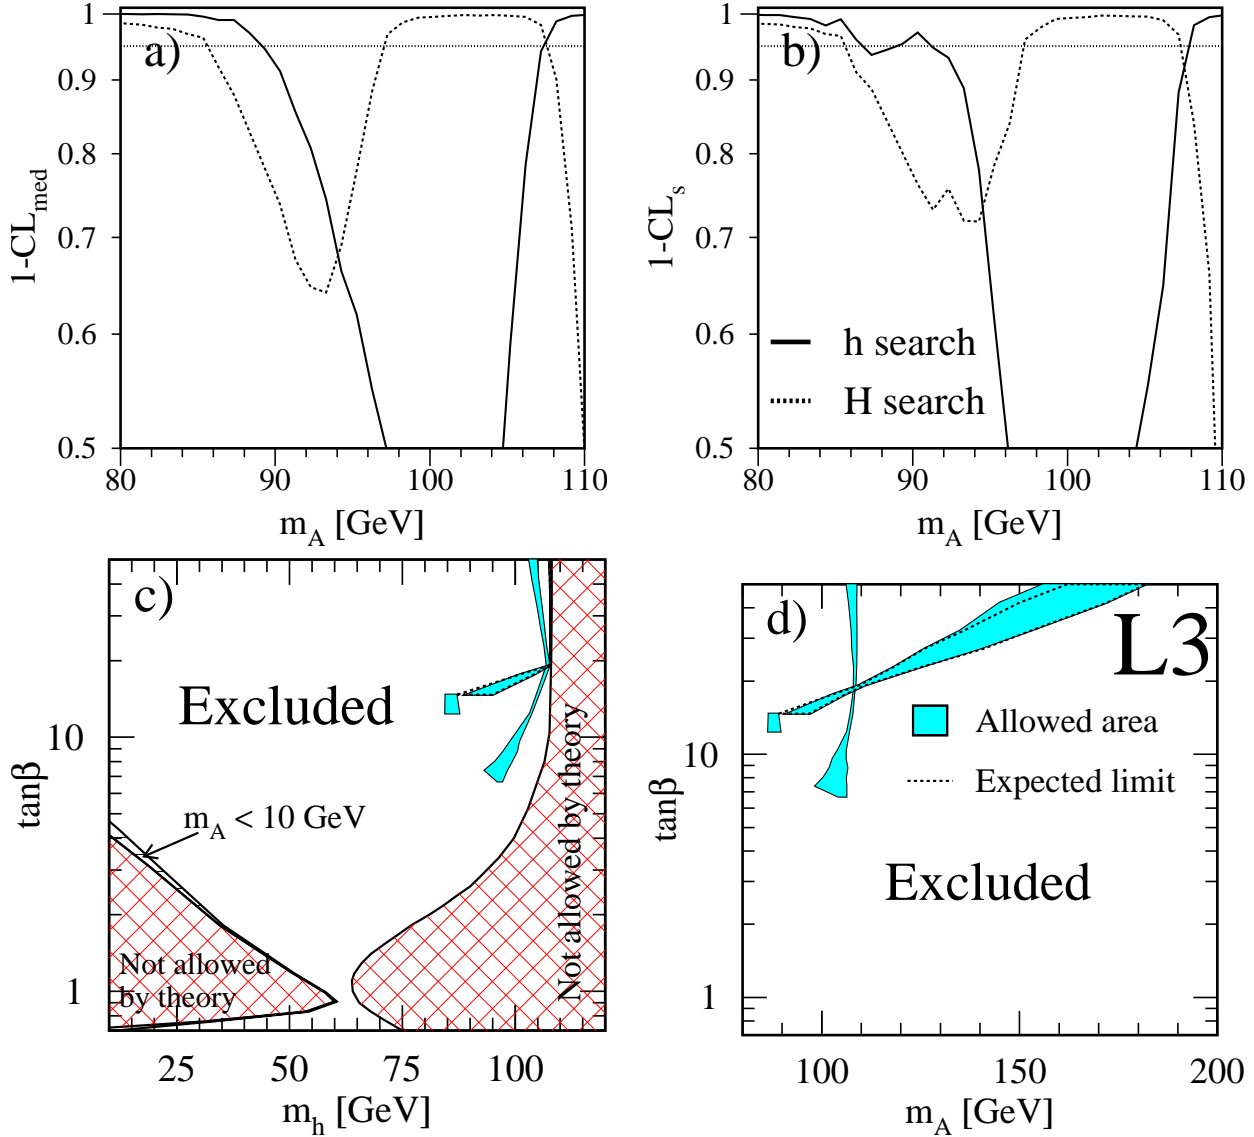 a)
1
0.9
0.8
0.7
0.6
0.5
1-CL_med
80
90
100
110
m_A [GeV]
b)
1
0.9
0.8
0.7
0.6
0.5
1-CL_s
h search
H search
80
90
100
110
m_A [GeV]
c)
Excluded
10
1
tanβ
m_A < 10 GeV
Not allowed
by theory
Not allowed by theory
25
50
75
100
m_h [GeV]
d)
L3
Allowed area
Expected limit
Excluded
10
1
tanβ
100
150
200
m_A [GeV]